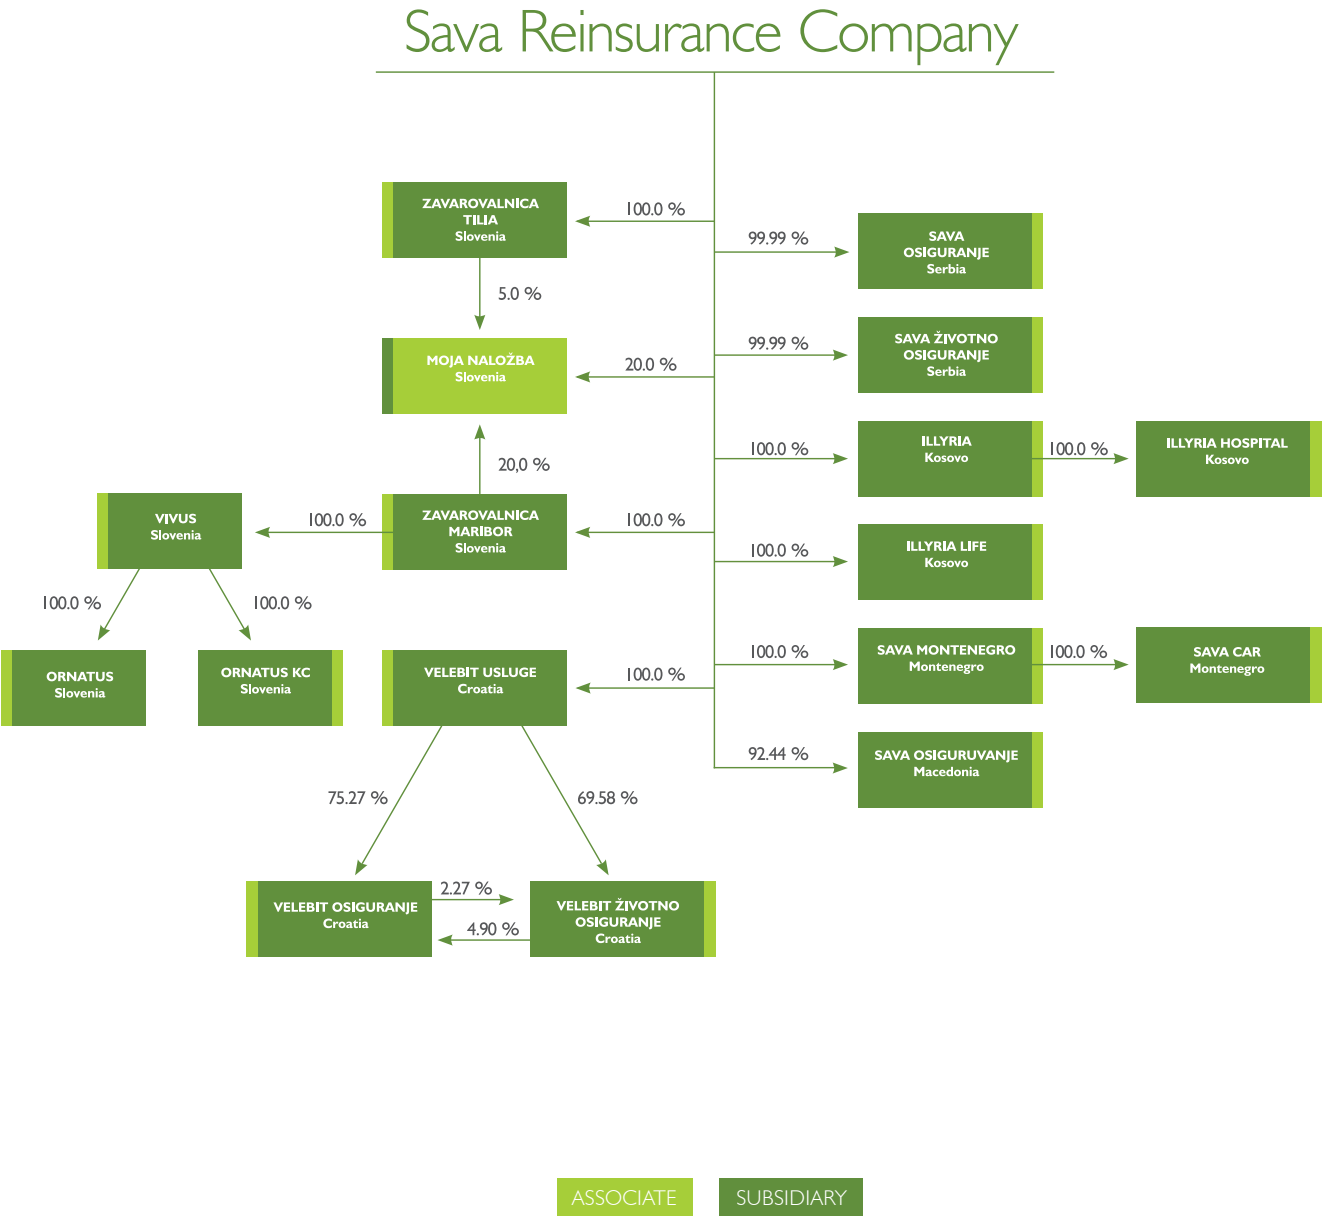 Sava Reinsurance Company
ZAVAROVALNICA
TILIA
Slovenia
100.0 %
99.99 %
SAVA
OSIGURANJE
Serbia
5.0 %
MOJA NALOŽBA
Slovenia
20.0 %
99.99 %
SAVA ŽIVOTNO
OSIGURANJE
Serbia
20,0 %
100.0 %
ILLYRIA
Kosovo
100.0 %
ILLYRIA HOSPITAL
Kosovo
VIVUS
Slovenia
100.0 %
ZAVAROVALNICA
MARIBOR
Slovenia
100.0 %
100.0 %
ILLYRIA LIFE
Kosovo
100.0 %
100.0 %
ORNATUS
Slovenia
ORNATUS KC
Slovenia
VELEBIT USLUGE
Croatia
100.0 %
100.0 %
SAVA MONTENEGRO
Montenegro
100.0 %
SAVA CAR
Montenegro
92.44 %
SAVA OSIGURUVANJE
Macedonia
75.27 %
69.58 %
VELEBIT OSIGURANJE
Croatia
2.27 %
4.90 %
VELEBIT ŽIVOTNO
OSIGURANJE
Croatia
ASSOCIATE
SUBSIDIARY